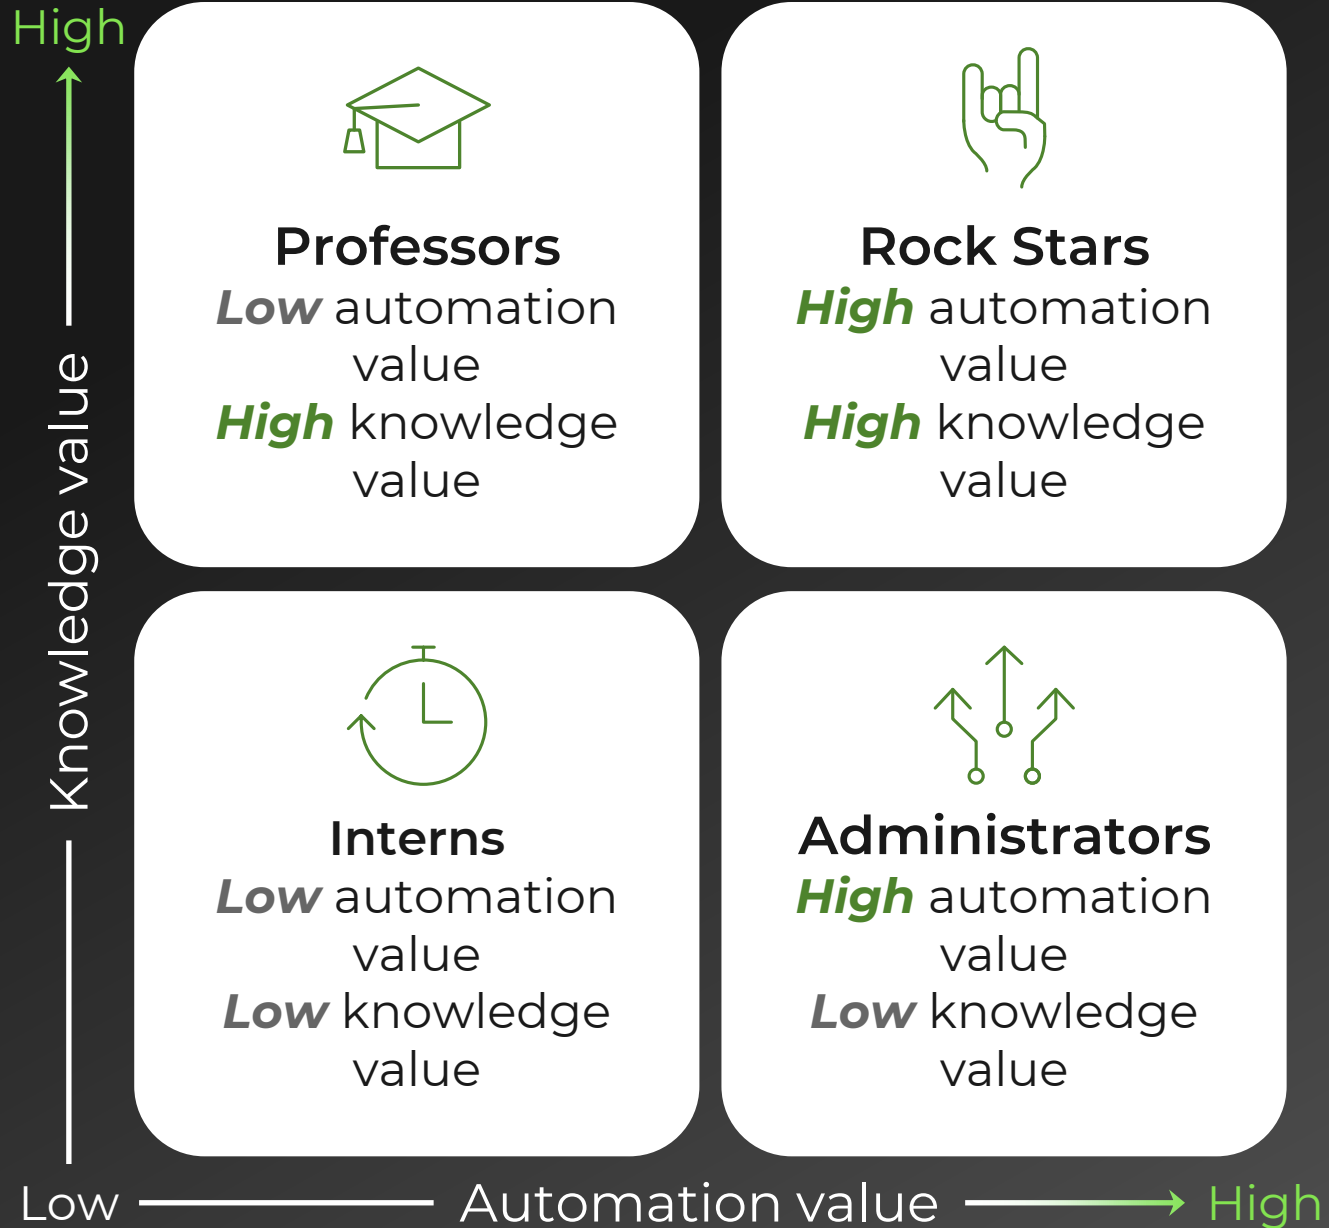 High
Knowledge value
Professors
Low automation
value
High knowledge
value
Rock Stars
High automation
value
High knowledge
value
Interns
Low automation
value
Low knowledge
value
Administrators
High automation
value
Low knowledge
value
Low
Automation value
High